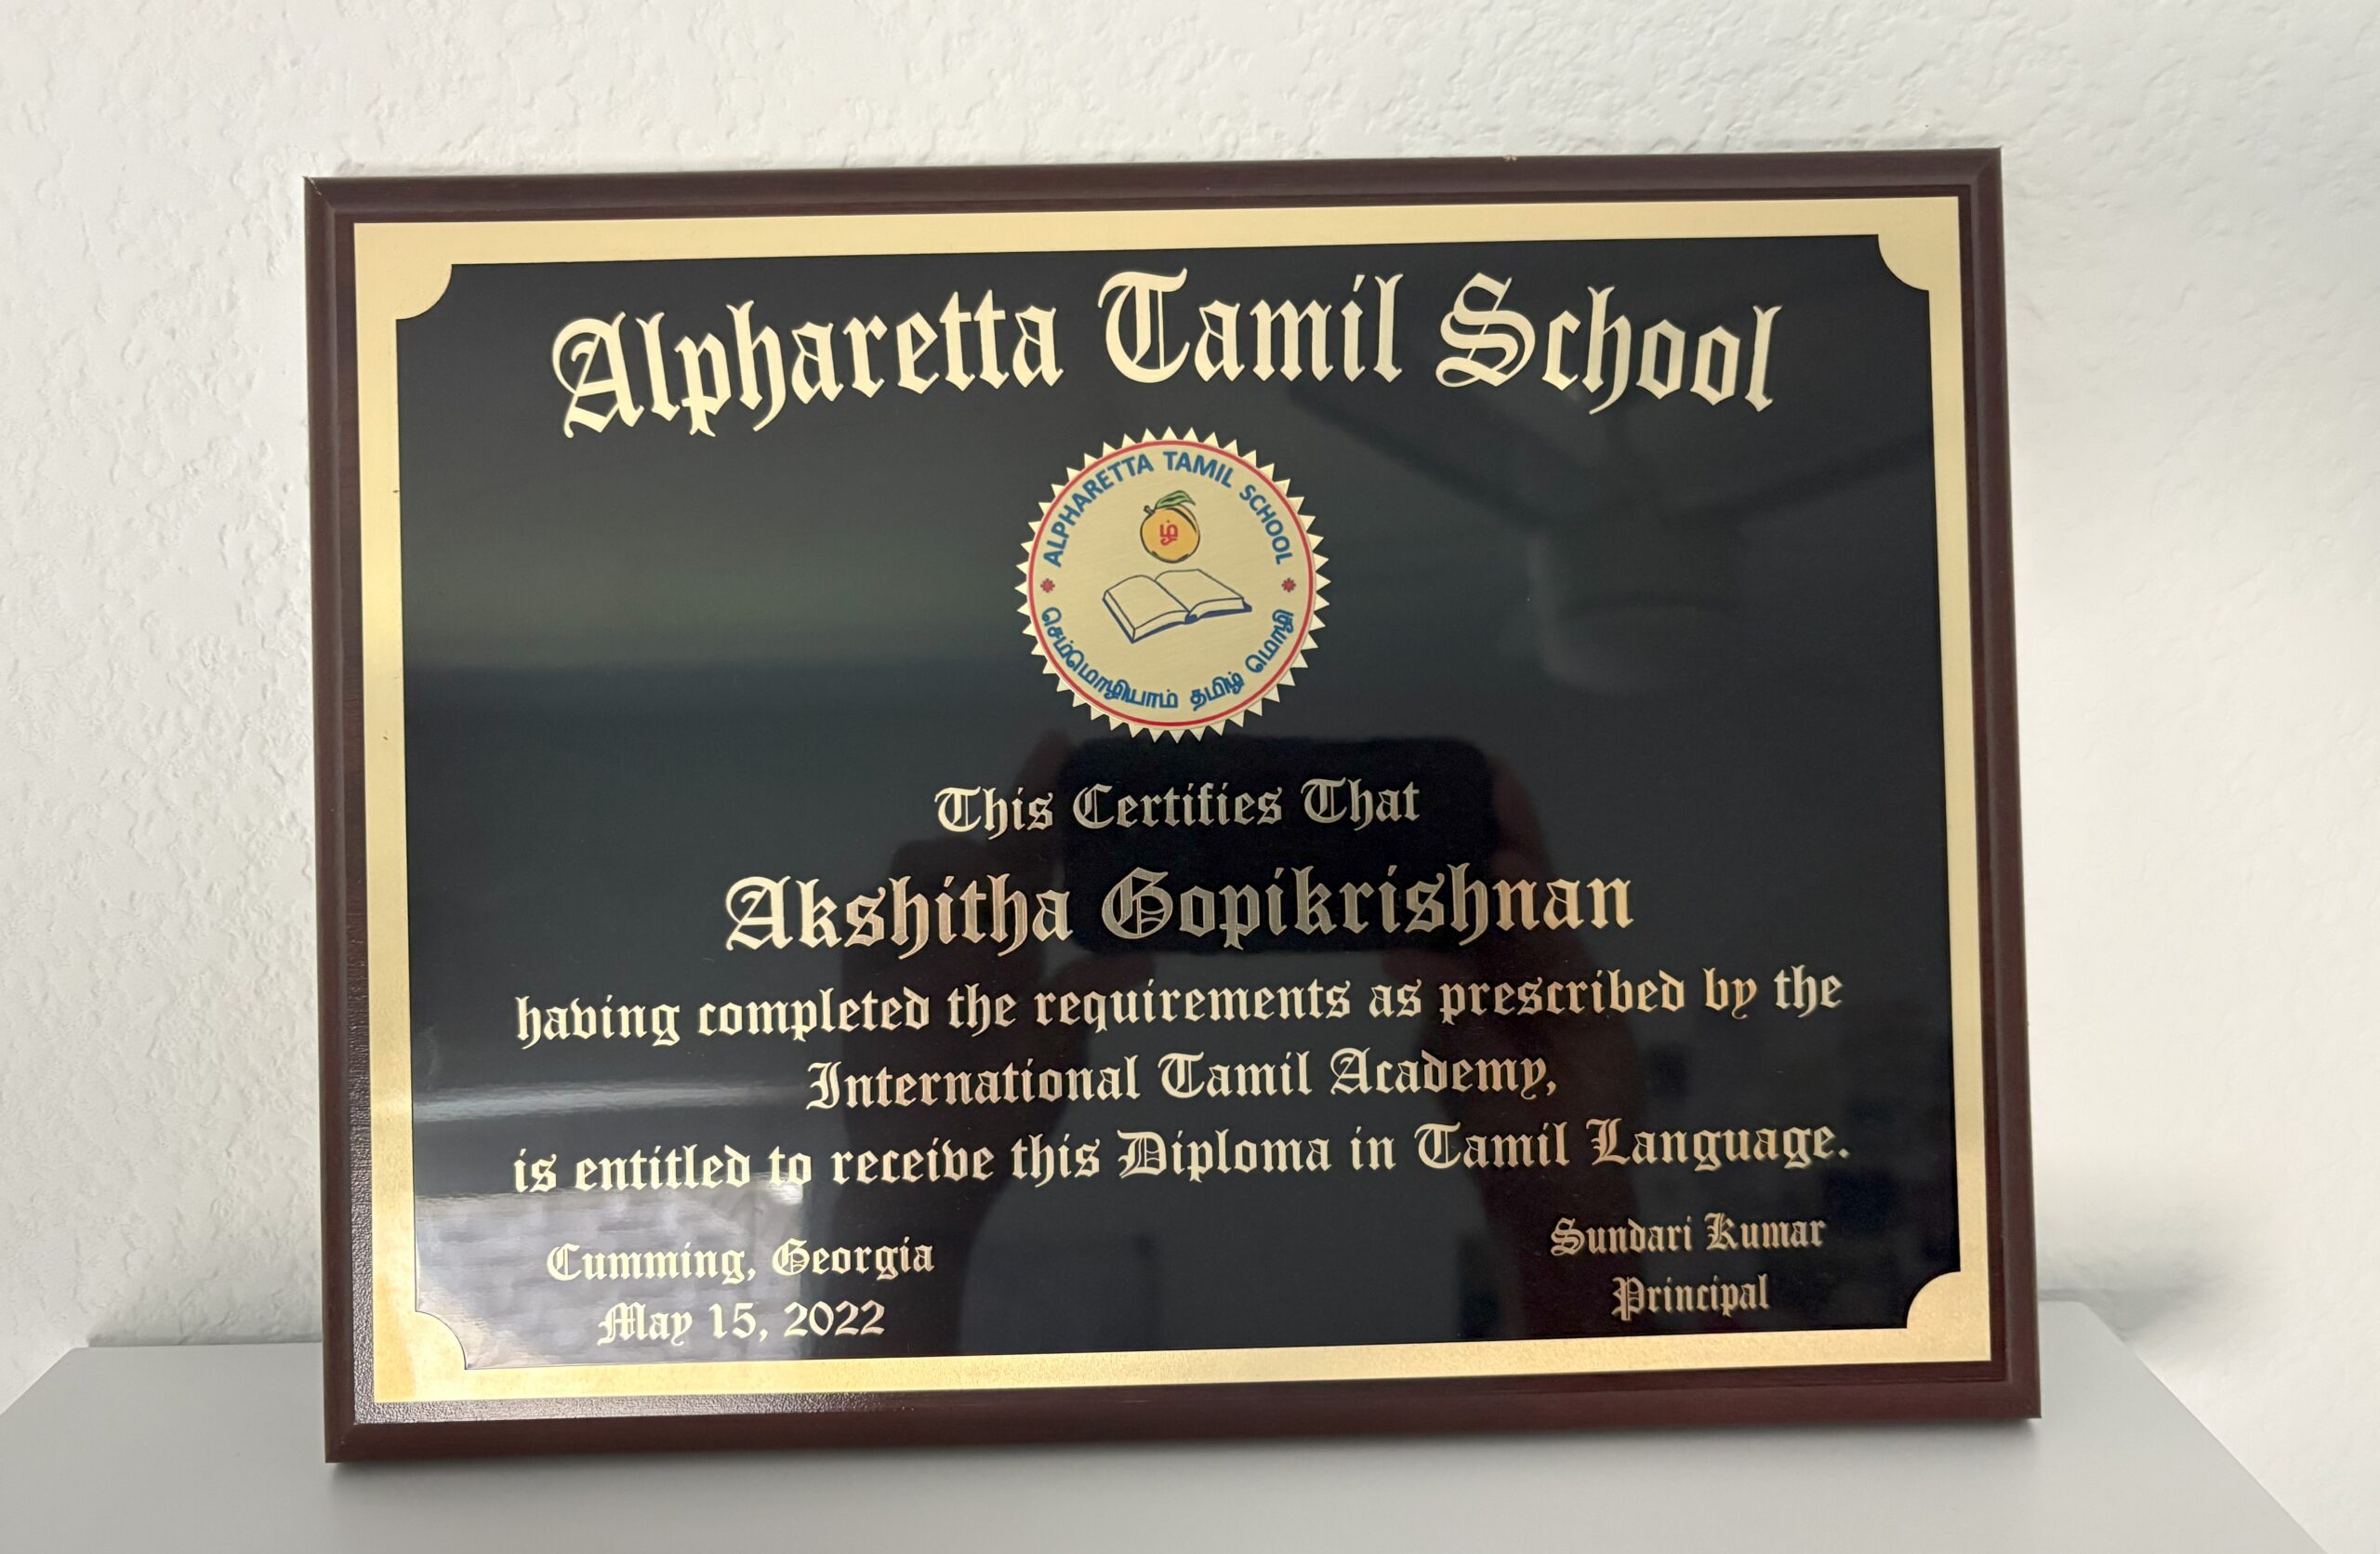 Alpharetta Tamil School
ALPHARETTA TAMIL SCHOOL
ழ்
செம்மொழியாம் தமிழ் மொழி
This Certifies That
Akshitha Gopikrishnan
having completed the requirements as prescribed by the
International Tamil Academy,
is entitled to receive this Diploma in Tamil Language.
Cumming, Georgia
May 15, 2022
Sundari Kumar
Principal